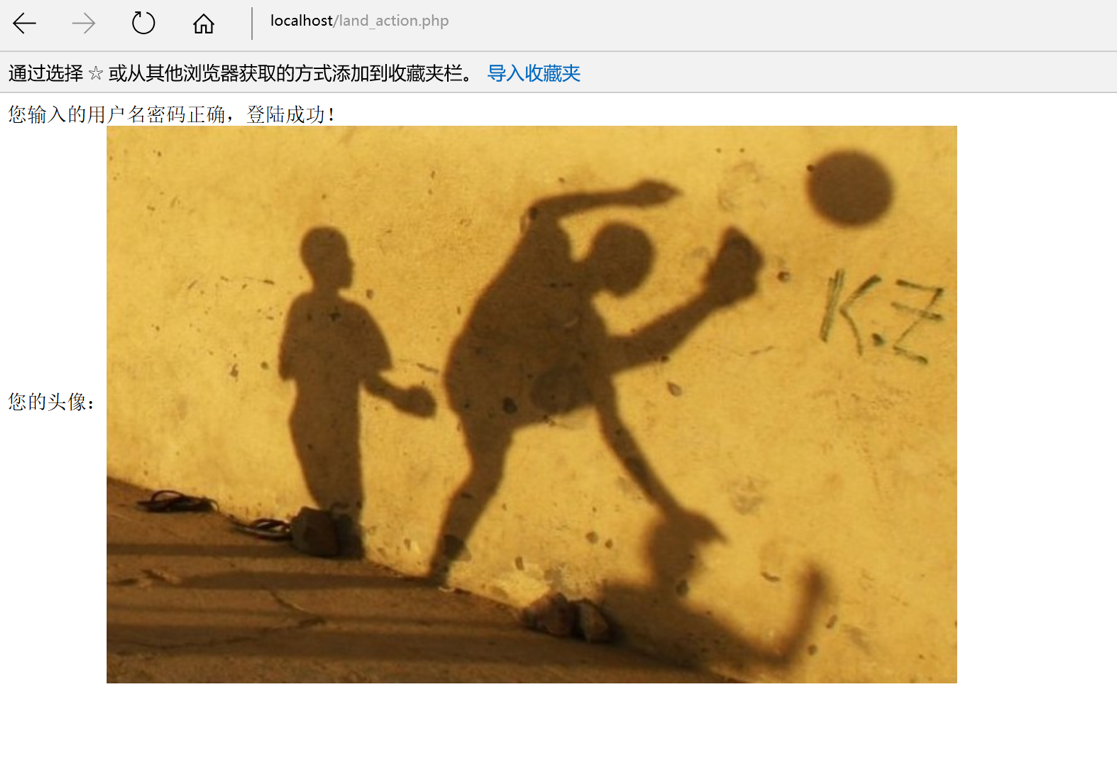 localhost/land_action.php
通过选择 ☆ 或从其他浏览器获取的方式添加到收藏夹栏。 导入收藏夹
您输入的用户名密码正确，登陆成功！
K.Z
您的头像：